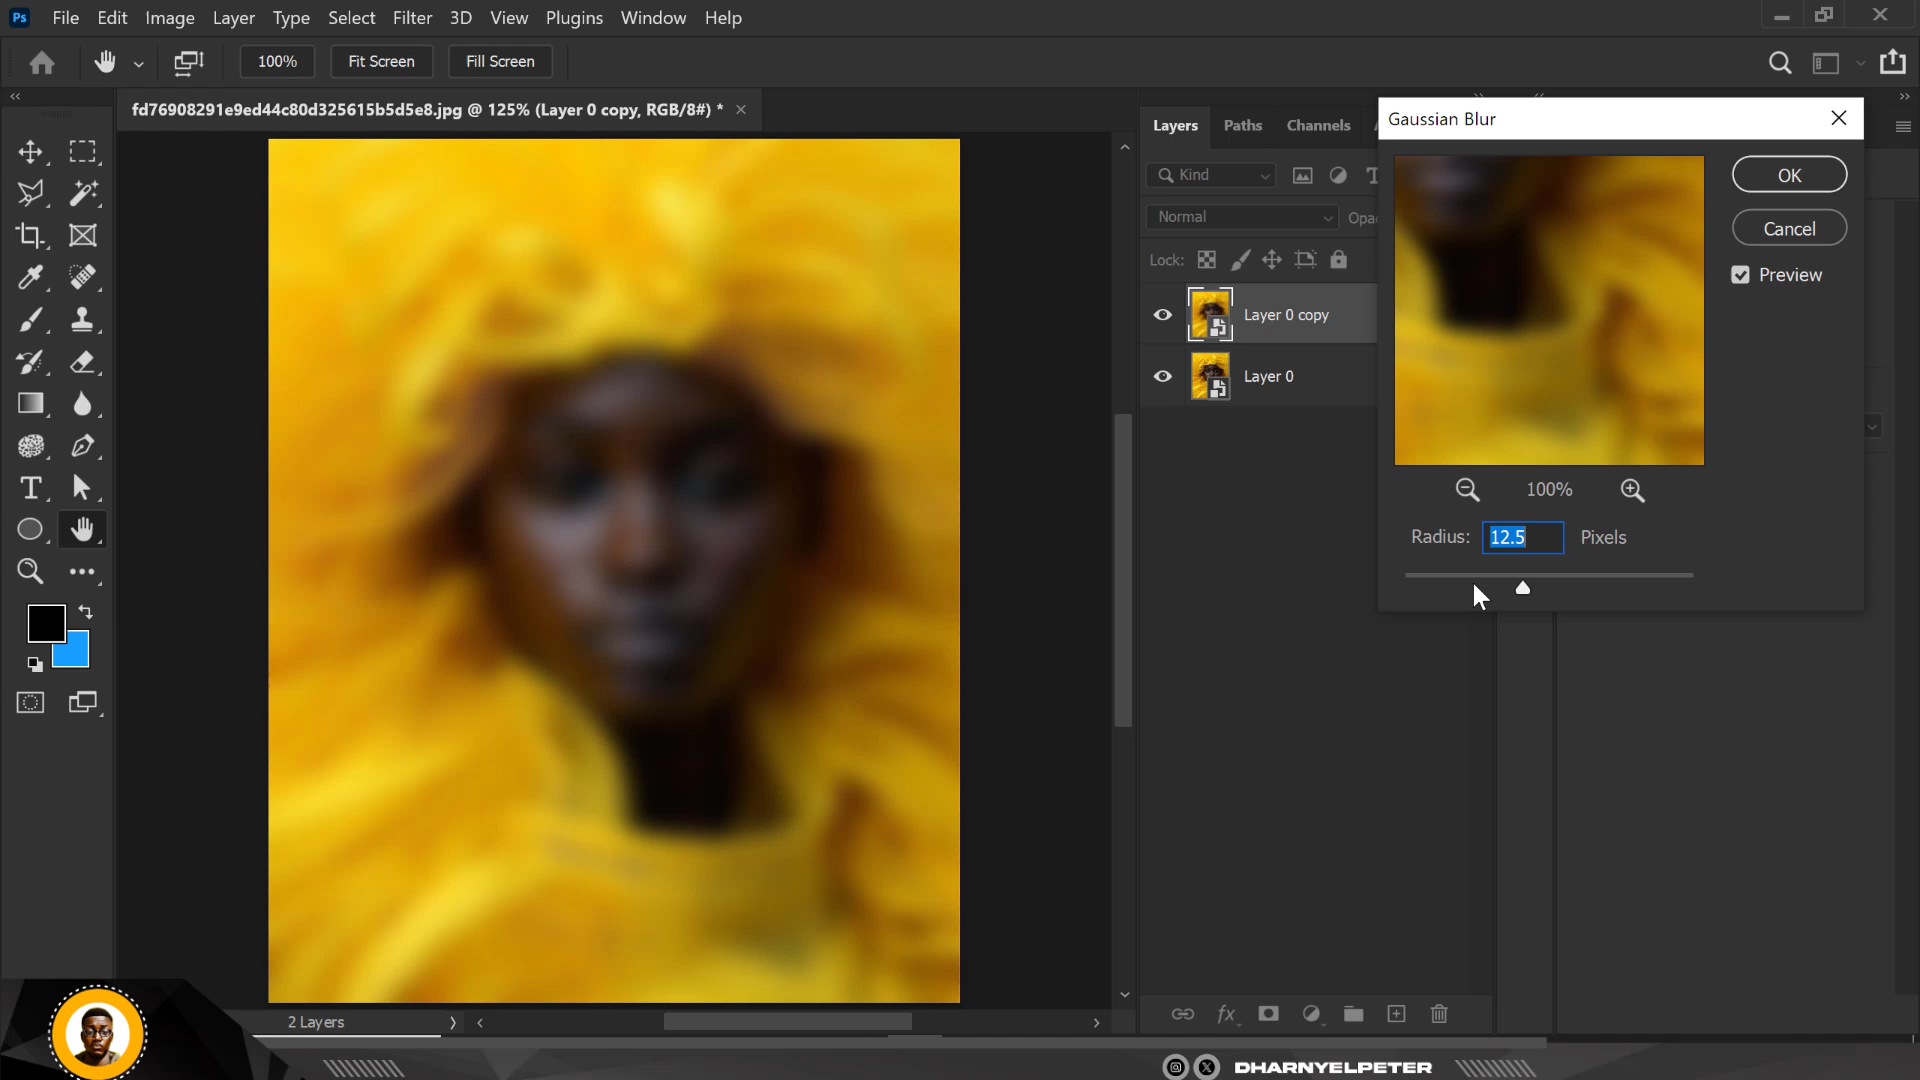 Ps File Edit Image Layer Type Select Filter 3D View Plugins Window Help
100% Fit Screen Fill Screen
fd76908291e9ed44c80d325615b5d5e8.jpg @ 125% (Layer 0 copy, RGB/8#) *
Layers Paths Channels
Kind
Normal
Lock:
Layer 0 copy
Layer 0
Gaussian Blur
OK
Cancel
Preview
100%
Radius: 12.5 Pixels
2 Layers
fx
DHARNYELPETER